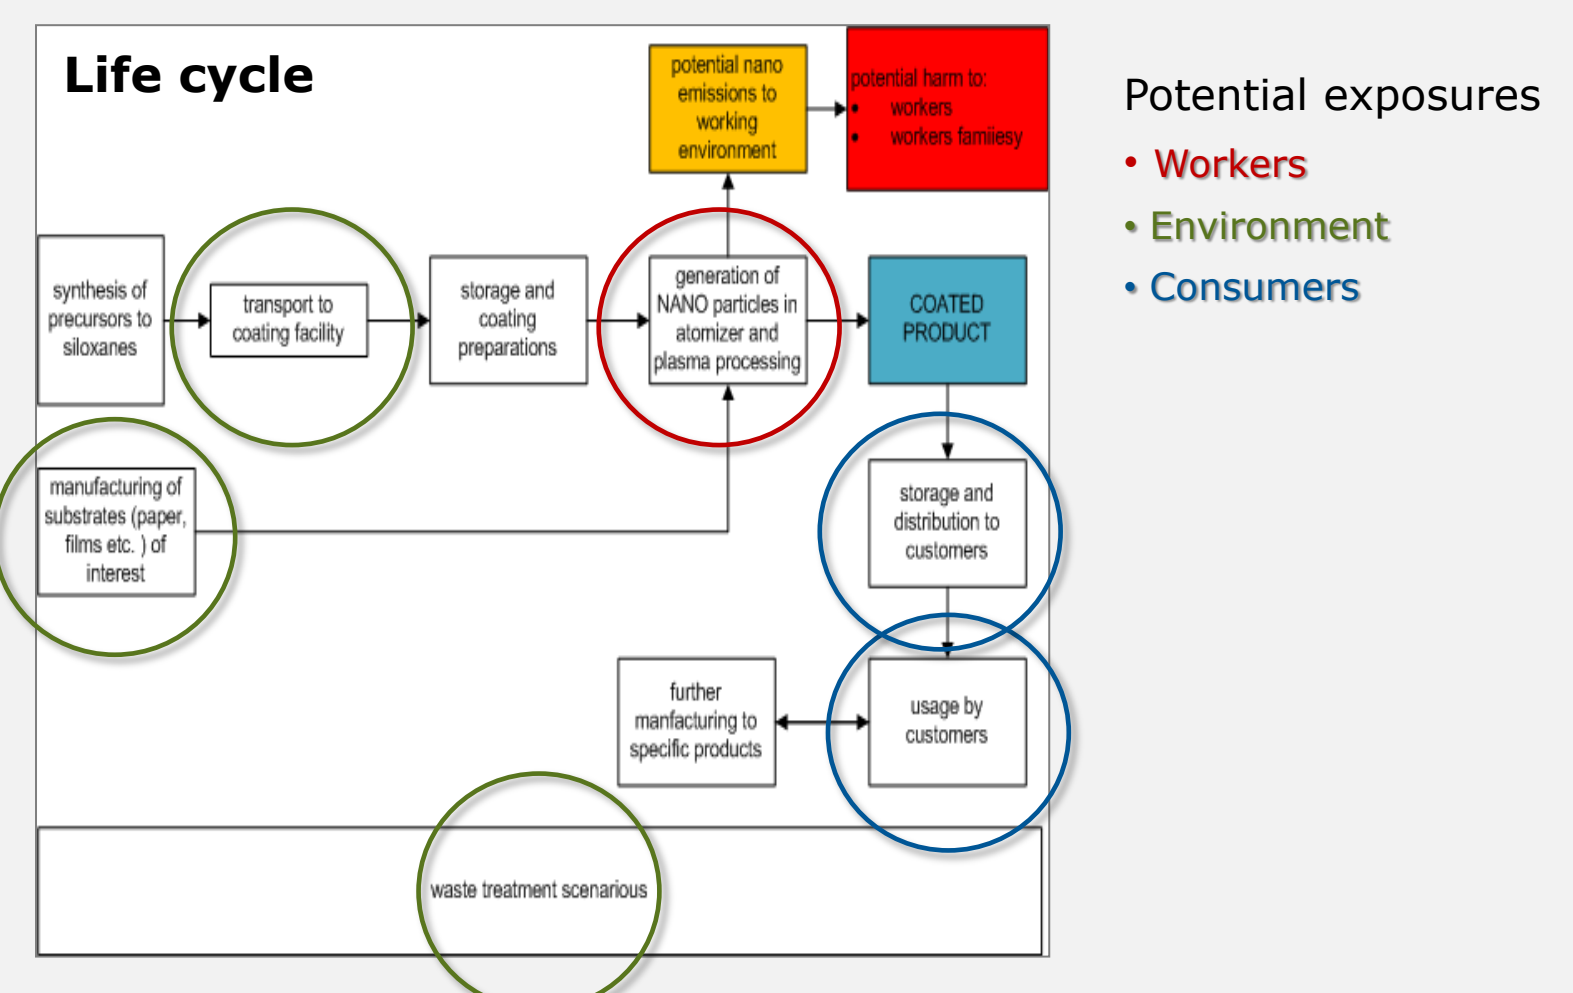 Life cycle
potential nano
emissions to
working
environment
potential harm to:
• workers
• workers familesy
Potential exposures
• Workers
• Environment
• Consumers
synthesis of
precursors to
siloxanes
transport to
coating facility
storage and
coating
preparations
generation of
NANO particles in
atomizer and
plasma processing
COATED
PRODUCT
manufacturing of
substrates (paper,
films etc. ) of
interest
storage and
distribution to
customers
further
manfacturing to
specific products
usage by
customers
waste treatment scenarious